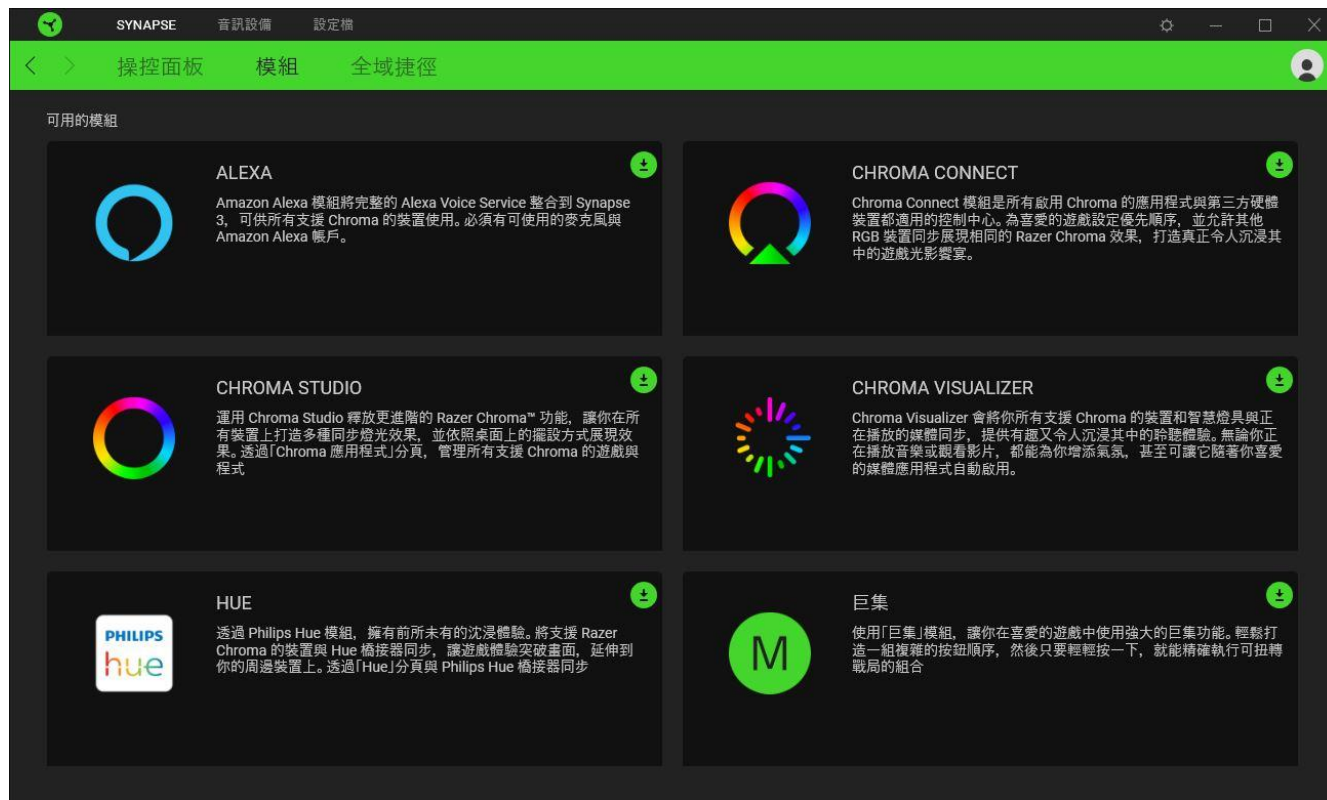 SYNAPSE 音訊設備 設定檔
操控面板 模組 全域捷徑
可用的模組
ALEXA
Amazon Alexa 模組將完整的 Alexa Voice Service 整合到 Synapse
3，可供所有支援 Chroma 的裝置使用。必須有可使用的麥克風與
Amazon Alexa 帳戶。
CHROMA CONNECT
Chroma Connect 模組是所有啟用 Chroma 的應用程式與第三方硬體
裝置都適用的控制中心。為喜愛的遊戲設定優先順序，並允許其他
RGB 裝置同步展現相同的 Razer Chroma 效果，打造真正令人沉浸其
中的遊戲光影饗宴。
CHROMA STUDIO
運用 Chroma Studio 釋放更進階的 Razer Chroma™ 功能，讓你在所
有裝置上打造多種同步燈光效果，並依照桌面上的擺設方式展現效
果。透過「Chroma 應用程式」分頁，管理所有支援 Chroma 的遊戲與
程式
CHROMA VISUALIZER
Chroma Visualizer 會將你所有支援 Chroma 的裝置和智慧燈具與正
在播放的媒體同步，提供有趣又令人沉浸其中的聆聽體驗。無論你正
在播放音樂或觀看影片，都能為你增添氣氛，甚至可讓它隨著你喜愛
的媒體應用程式自動啟用。
PHILIPS
hue
HUE
透過 Philips Hue 模組，擁有前所未有的沈浸體驗。將支援 Razer
Chroma 的裝置與 Hue 橋接器同步，讓遊戲體驗突破畫面，延伸到
你的周邊裝置上。透過「Hue」分頁與 Philips Hue 橋接器同步
M
巨集
使用「巨集」模組，讓你在喜愛的遊戲中使用強大的巨集功能。輕鬆打
造一組複雜的按鈕順序，然後只要輕輕按一下，就能精確執行可扭轉
戰局的組合